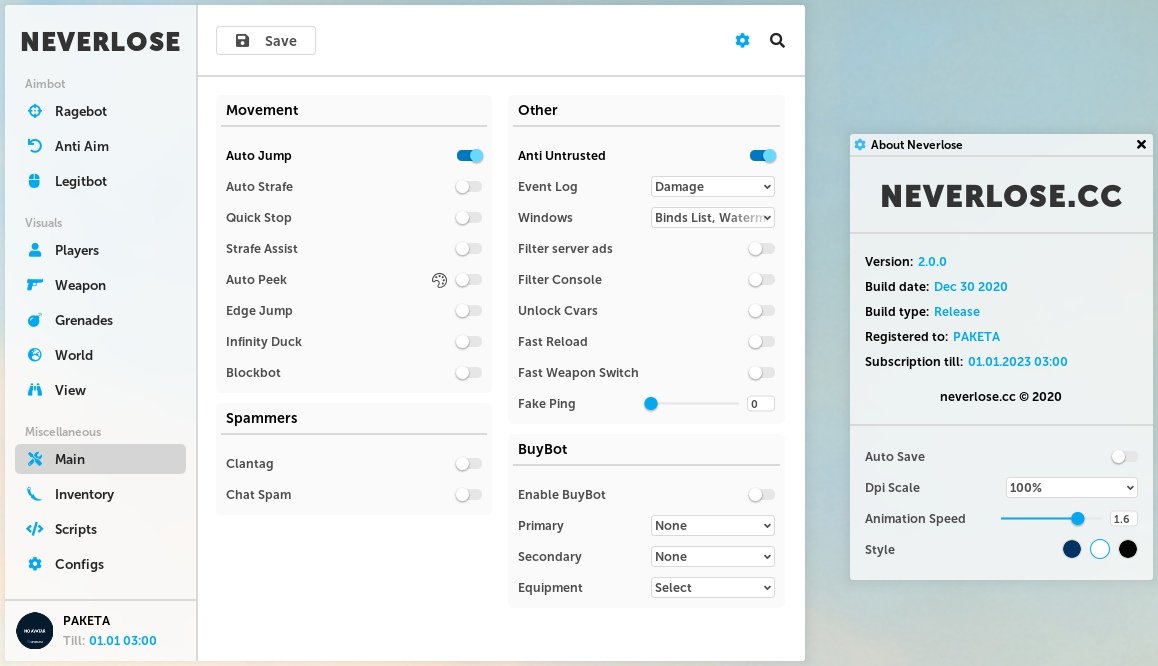 NEVERLOSE
Aimbot
Ragebot
Anti Aim
Legitbot
Visuals
Players
Weapon
Grenades
World
View
Miscellaneous
Main
Inventory
Scripts
Configs
NO AVATAR
PAKETA
Till: 01.01 03:00
Save
Movement
Auto Jump
Auto Strafe
Quick Stop
Strafe Assist
Auto Peek
Edge Jump
Infinity Duck
Blockbot
Spammers
Clantag
Chat Spam
Other
Anti Untrusted
Event Log Damage
Windows Binds List, Watern
Filter server ads
Filter Console
Unlock Cvars
Fast Reload
Fast Weapon Switch
Fake Ping 0
BuyBot
Enable BuyBot
Primary None
Secondary None
Equipment Select
About Neverlose
NEVERLOSE.CC
Version: 2.0.0
Build date: Dec 30 2020
Build type: Release
Registered to: PAKETA
Subscription till: 01.01.2023 03:00
neverlose.cc © 2020
Auto Save
Dpi Scale 100%
Animation Speed 1.6
Style